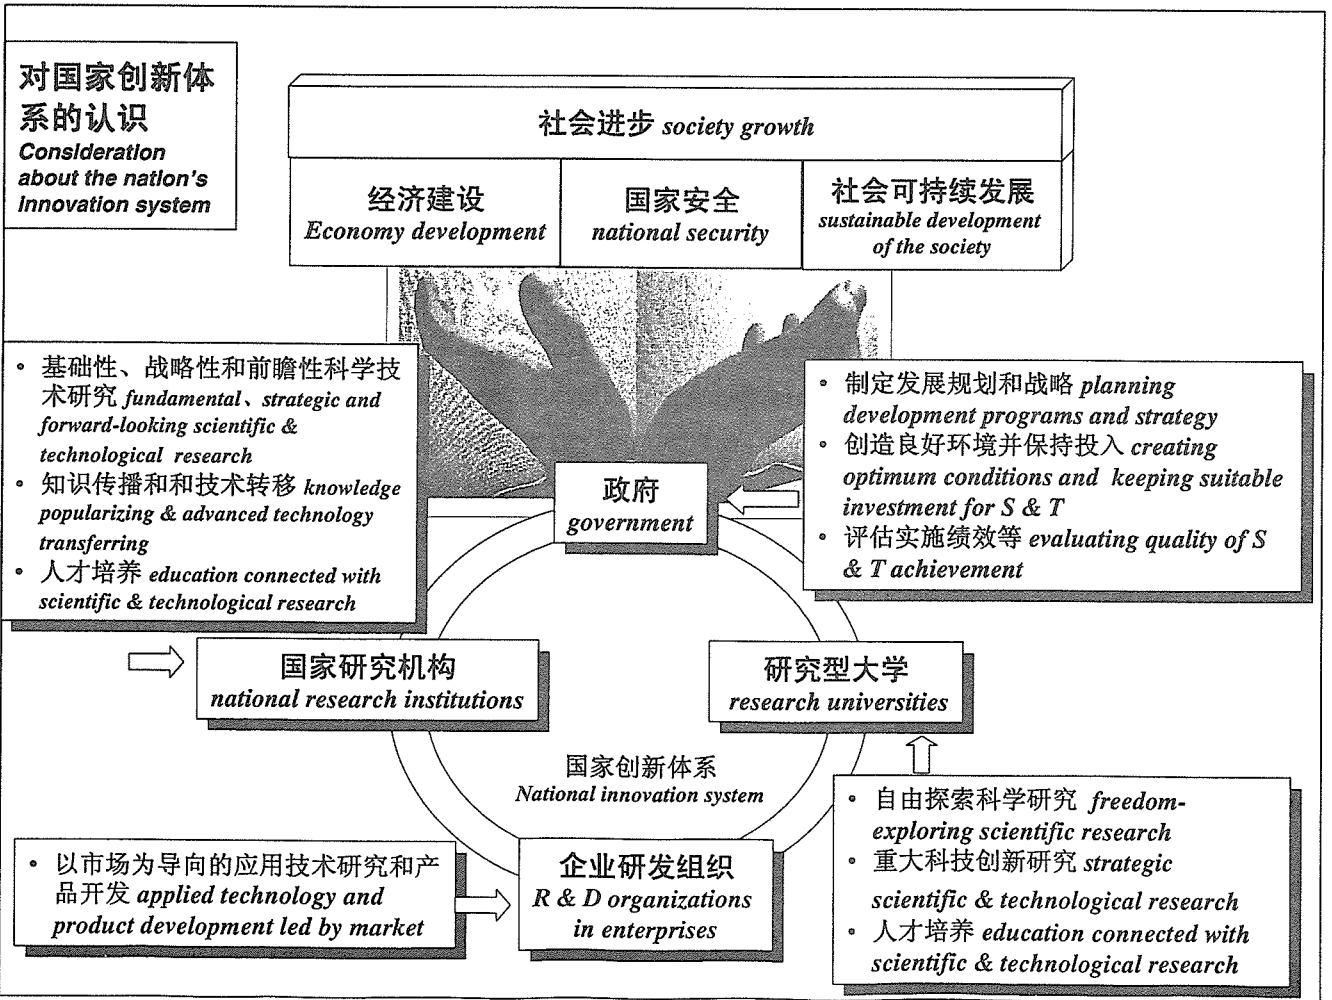 对国家创新体
系的认识
Consideration
about the nation's
innovation system
社会进步 society growth
经济建设
Economy development
国家安全
national security
社会可持续发展
sustainable development
of the society
• 基础性、战略性和前瞻性科学技
术研究 fundamental、strategic and
forward-looking scientific &
technological research
• 知识传播和和技术转移 knowledge
popularizing & advanced technology
transferring
• 人才培养 education connected with
scientific & technological research
• 制定发展规划和战略 planning
development programs and strategy
• 创造良好环境并保持投入 creating
optimum conditions and keeping suitable
investment for S & T
• 评估实施绩效等 evaluating quality of S
& T achievement
政府
government
国家研究机构
national research institutions
研究型大学
research universities
国家创新体系
National innovation system
• 自由探索科学研究 freedom-
exploring scientific research
• 重大科技创新研究 strategic
scientific & technological research
• 人才培养 education connected with
scientific & technological research
• 以市场为导向的应用技术研究和产
品开发 applied technology and
product development led by market
企业研发组织
R & D organizations
in enterprises